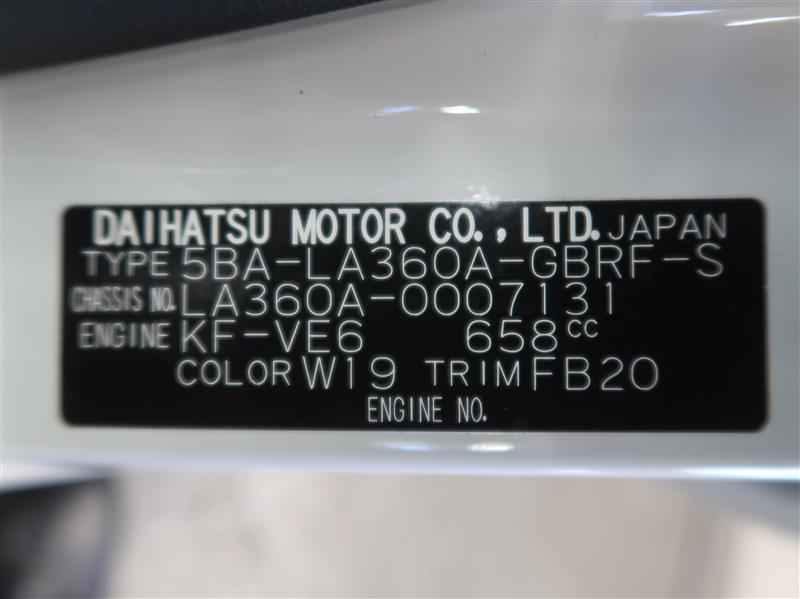 DAIHATSU MOTOR CO., LTD. JAPAN
TYPE 5BA-LA360A-GBRF-S
CHASSIS NO. LA360A-0007131
ENGINE KF-VE6 658cc
COLOR W19 TRIM FB20
ENGINE NO.